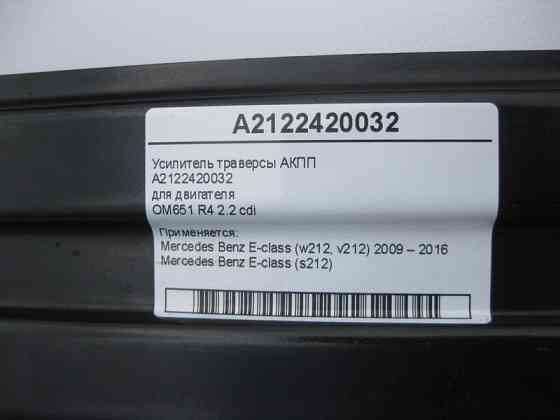 A2122420032
Усилитель траверсы АКПП
A2122420032
для двигателя
OM651 R4 2.2 cdi
Применяется:
Mercedes Benz E-class (w212, v212) 2009 – 2016
Mercedes Benz E-class (s212)